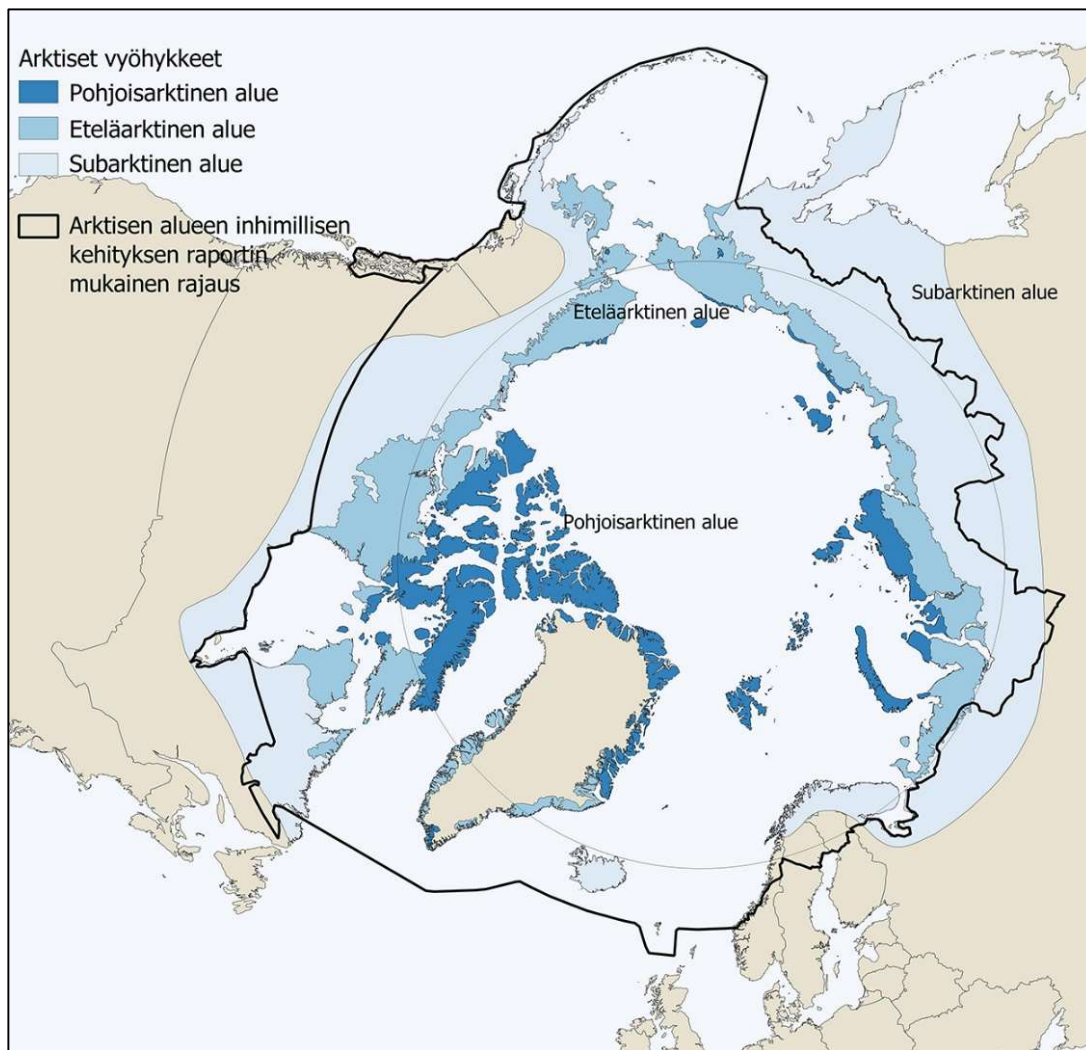 Arktiset vyöhykkeet
Pohjoisarktinen alue
Eteläarktinen alue
Subarktinen alue
Arktisen alueen inhimillisen
kehityksen raportin
mukainen rajaus
Subarktinen alue
Eteläarktinen alue
Pohjoisarktinen alue